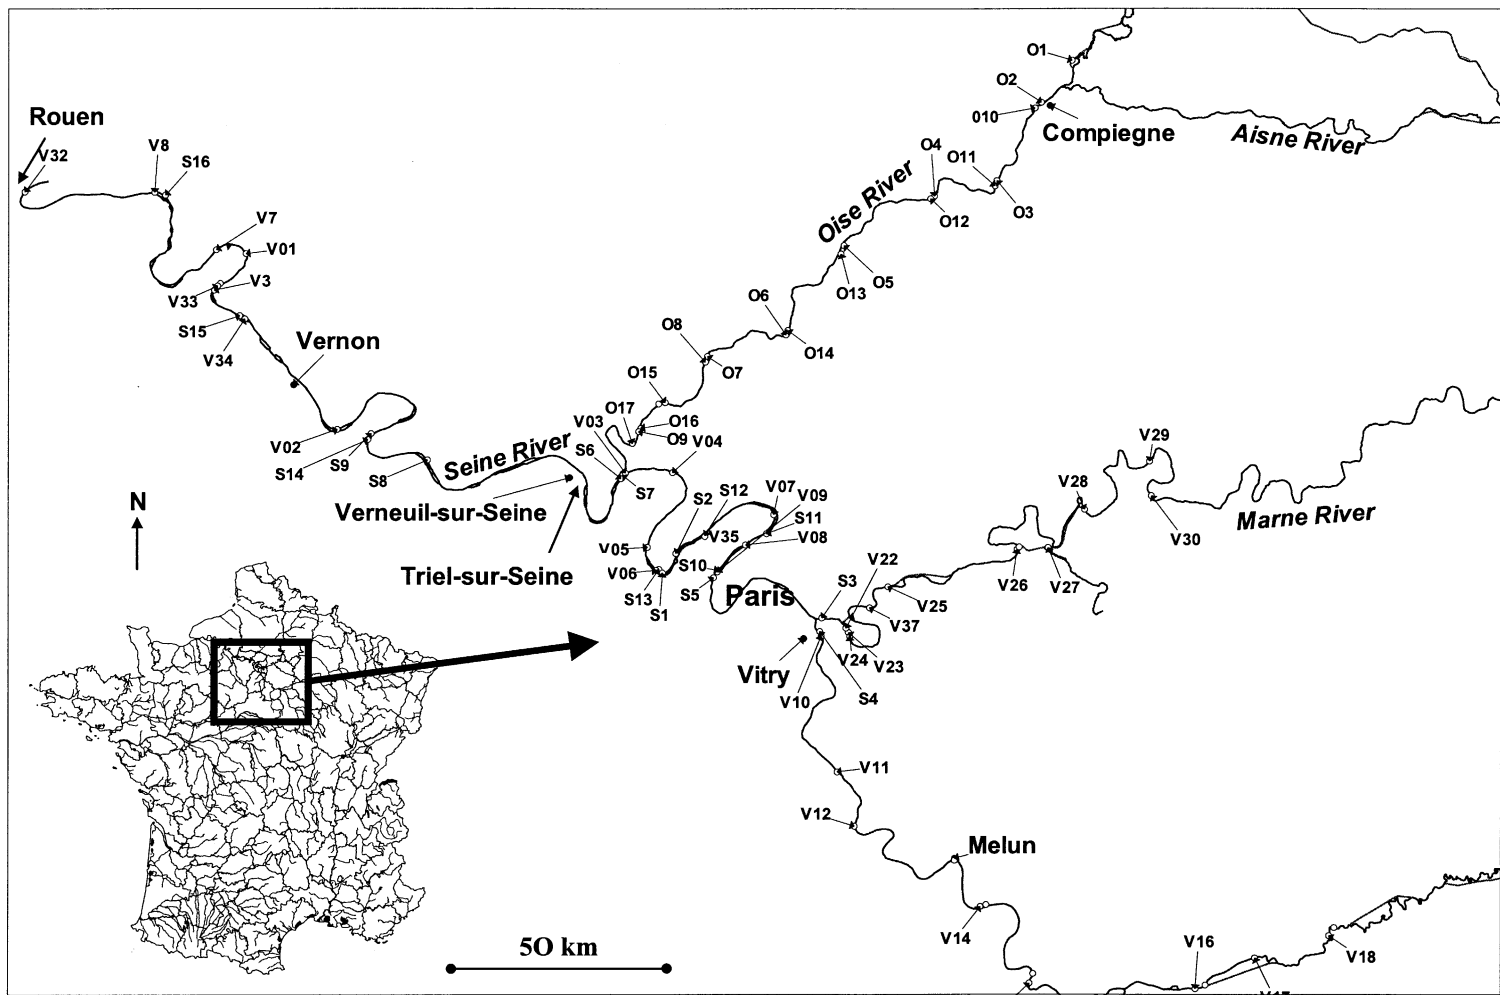 O1
O2
010
Compiegne
Aisne River
Rouen
V32
V8
S16
O4
O11
O3
O12
Oise River
V7
V01
V3
V33
S15
V34
Vernon
O5
O13
O6
O14
O8
O7
O15
O17
O16
O9
V03
V04
S6
S7
V02
S14
S9
S8
Seine River
Verneuil-sur-Seine
Triel-sur-Seine
S2
S12
V07
V09
S11
V08
V35
V05
V06
S10
S13
S5
S1
Paris
V29
V28
V30
Marne River
V22
S3
V26
V27
V25
V37
V24
V23
Vitry
V10
S4
N
V11
V12
Melun
V14
V16
V18
V17
5O km